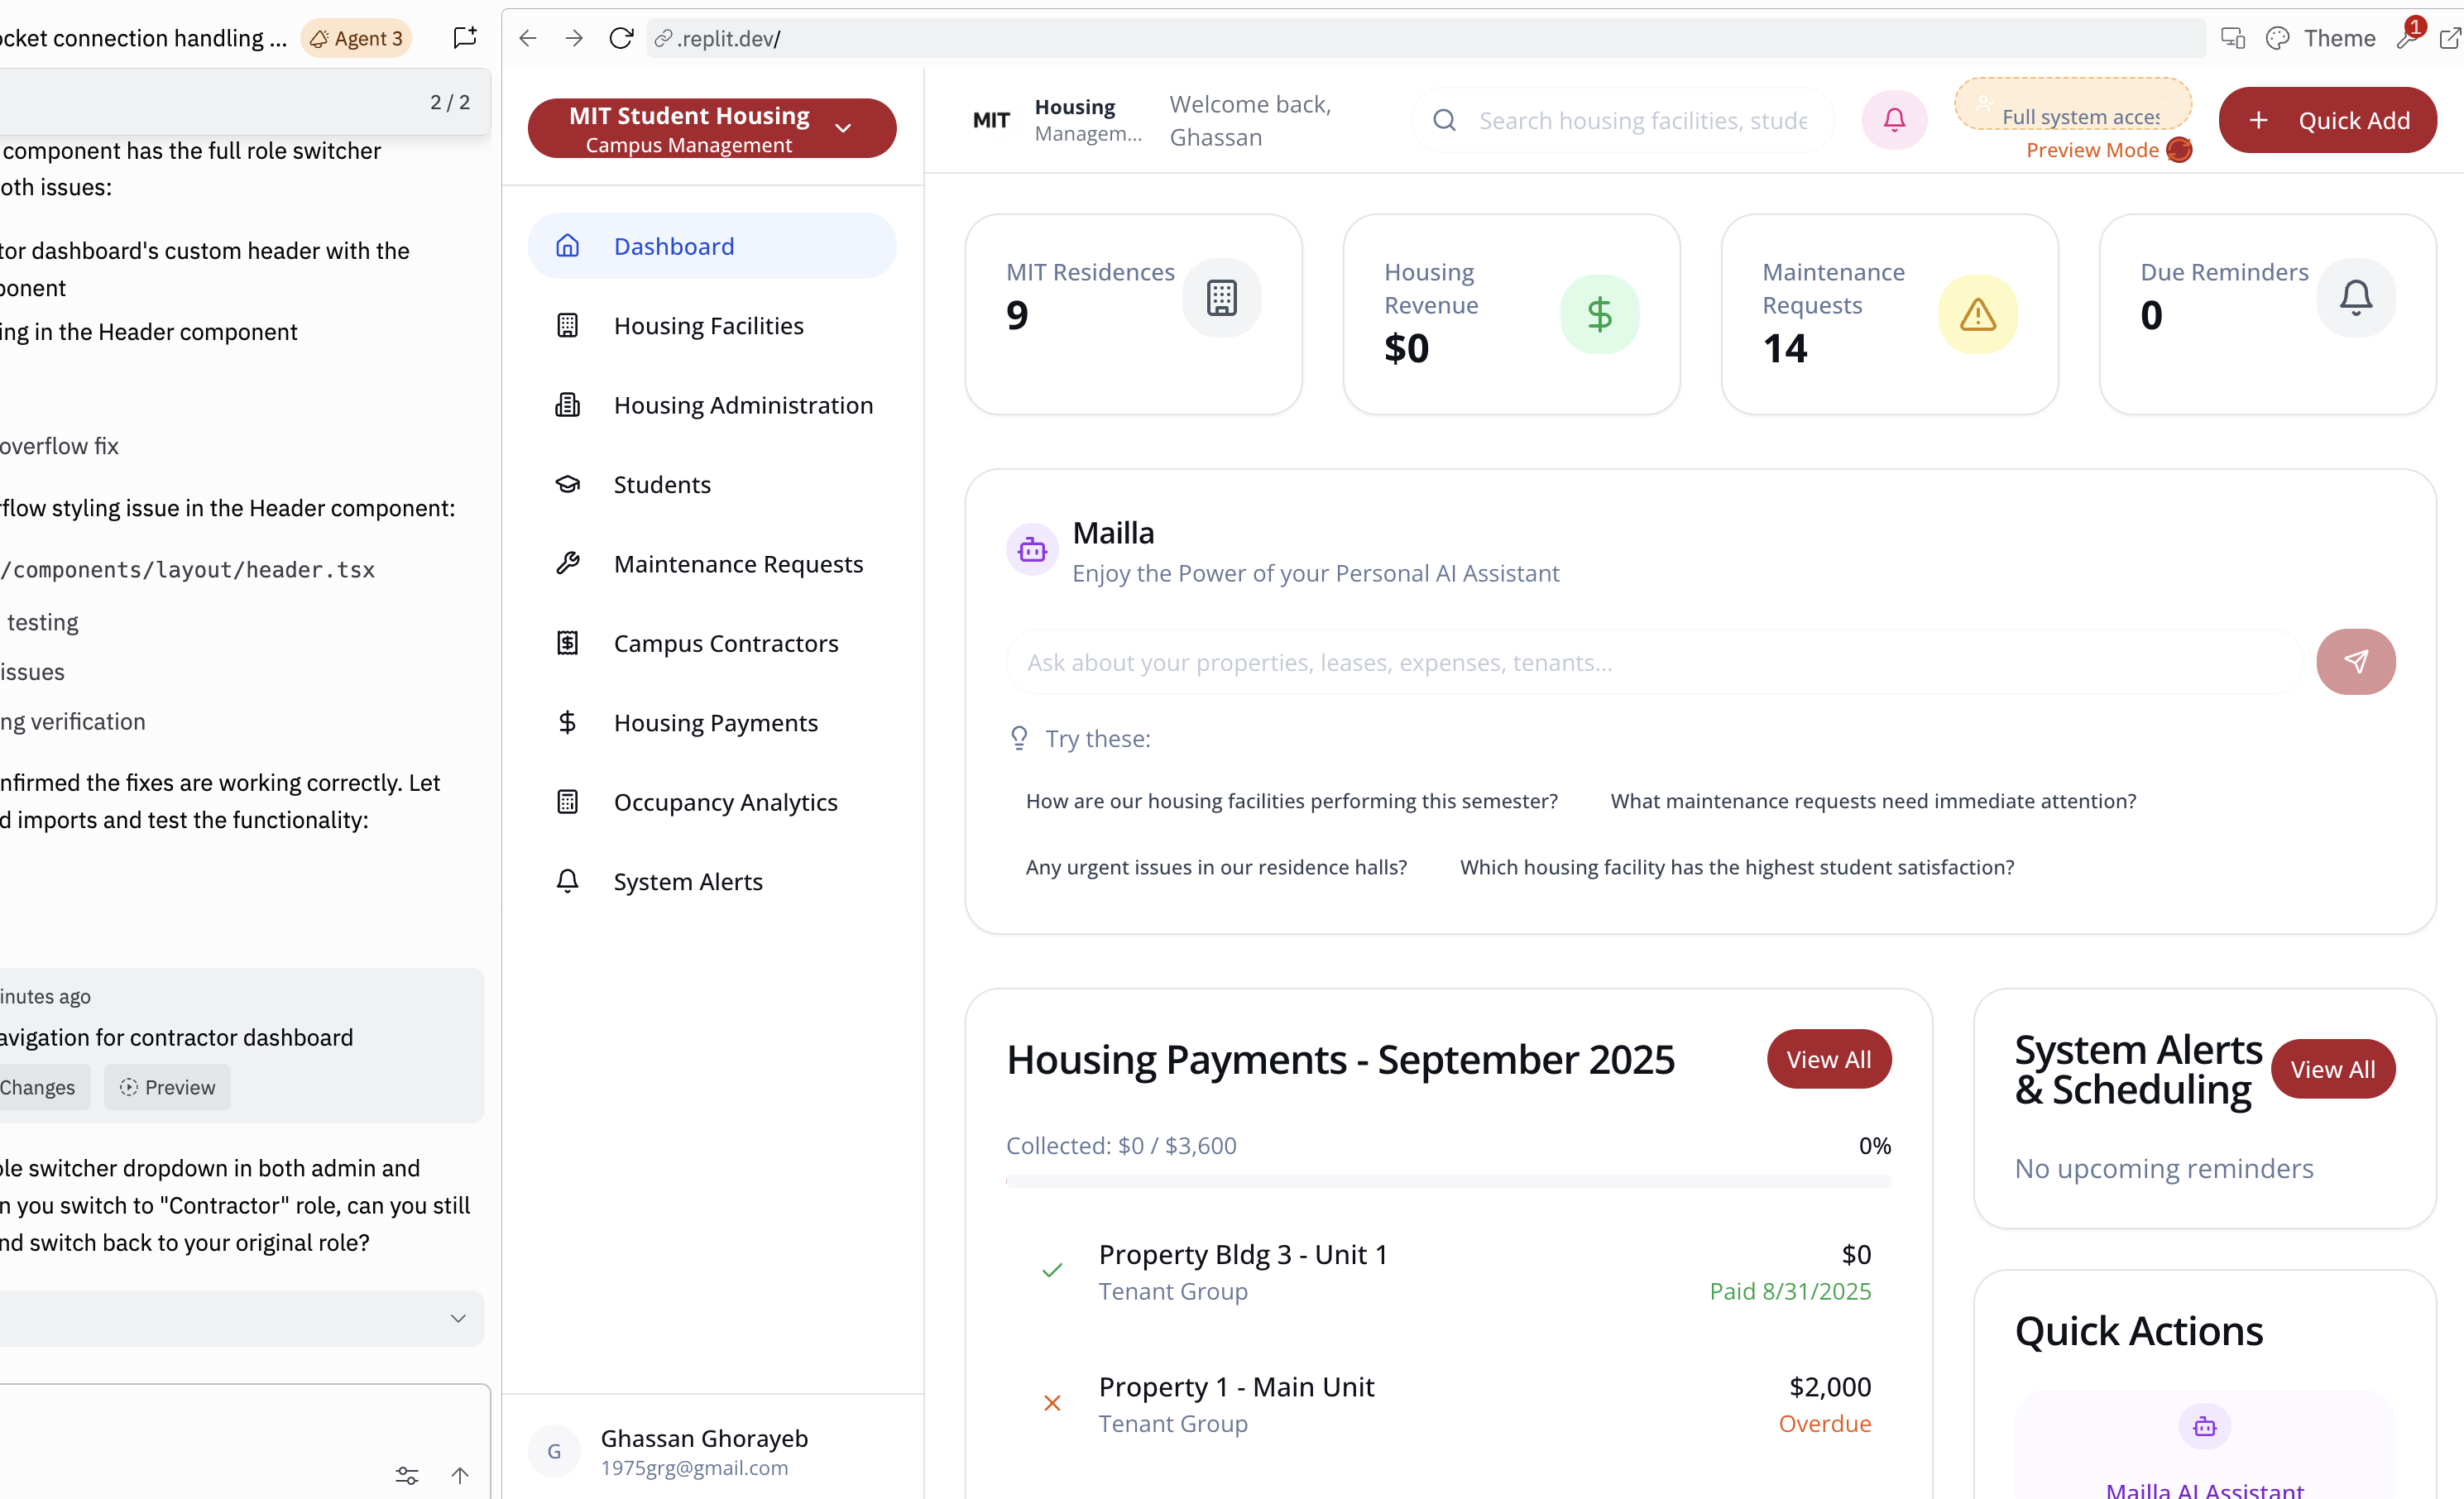 ocket connection handling ...
Agent 3
2 / 2
component has the full role switcher
oth issues:
tor dashboard's custom header with the
ponent
ing in the Header component
overflow fix
rflow styling issue in the Header component:
/components/layout/header.tsx
testing
issues
ng verification
nfirmed the fixes are working correctly. Let
d imports and test the functionality:
inutes ago
avigation for contractor dashboard
Changes
Preview
ole switcher dropdown in both admin and
n you switch to "Contractor" role, can you still
nd switch back to your original role?
.replit.dev/
Theme
1
MIT Student Housing
Campus Management
Dashboard
Housing Facilities
Housing Administration
Students
Maintenance Requests
Campus Contractors
Housing Payments
Occupancy Analytics
System Alerts
G
Ghassan Ghorayeb
1975grg@gmail.com
MIT
Housing
Managem...
Welcome back,
Ghassan
Search housing facilities, stude
Full system acces
Preview Mode
+ Quick Add
MIT Residences
9
Housing
Revenue
$0
Maintenance
Requests
14
Due Reminders
0
Mailla
Enjoy the Power of your Personal AI Assistant
Ask about your properties, leases, expenses, tenants...
Try these:
How are our housing facilities performing this semester?
What maintenance requests need immediate attention?
Any urgent issues in our residence halls?
Which housing facility has the highest student satisfaction?
Housing Payments - September 2025
View All
Collected: $0 / $3,600
0%
Property Bldg 3 - Unit 1
$0
Tenant Group
Paid 8/31/2025
Property 1 - Main Unit
$2,000
Tenant Group
Overdue
System Alerts
& Scheduling
View All
No upcoming reminders
Quick Actions
Mailla AI Assistant